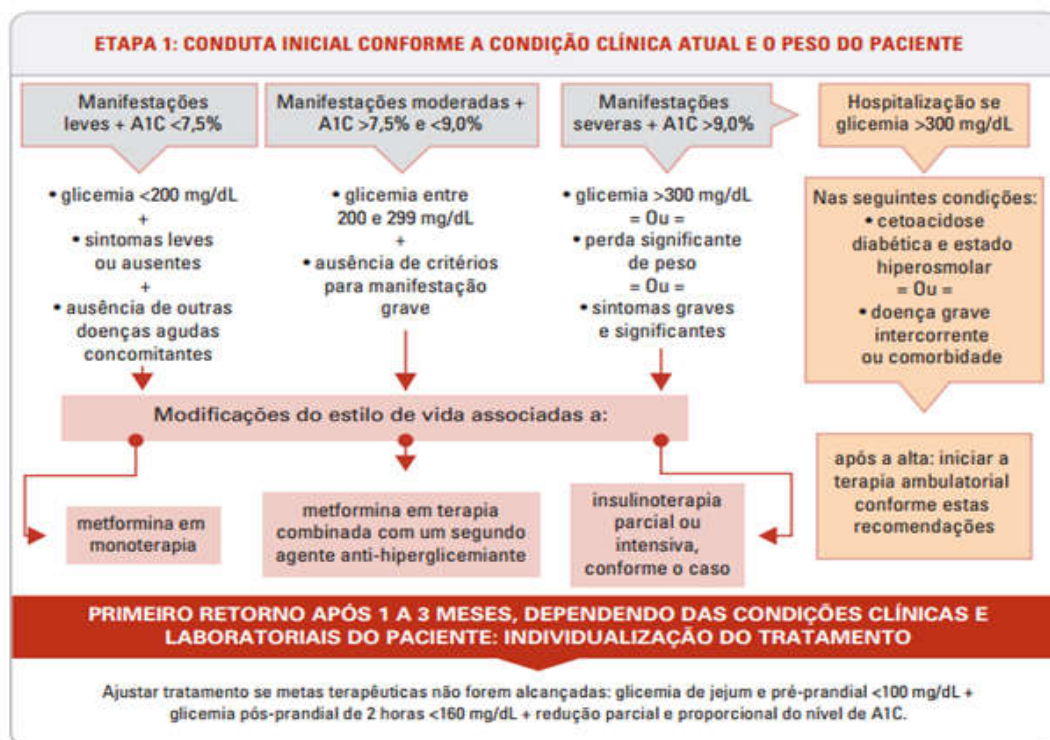 ETAPA 1: CONDUTA INICIAL CONFORME A CONDIÇÃO CLÍNICA ATUAL E O PESO DO PACIENTE
Manifestações
leves + A1C <7,5%
• glicemia <200 mg/dL
+
• sintomas leves
ou ausentes
+
• ausência de outras
doenças agudas
concomitantes
Manifestações moderadas +
A1C >7,5% e <9,0%
• glicemia entre
200 e 299 mg/dL
+
• ausência de critérios
para manifestação
grave
Manifestações
severas + A1C >9,0%
• glicemia >300 mg/dL
= Ou =
• perda significante
de peso
= Ou =
• sintomas graves
e significantes
Hospitalização se
glicemia >300 mg/dL
Nas seguintes condições:
• cetoacidose
diabética e estado
hiperosmolar
= Ou =
• doença grave
intercorrente
ou comorbidade
Modificações do estilo de vida associadas a:
metformina em
monoterapia
metformina em terapia
combinada com um segundo
agente anti-hiperglicemiante
insulinoterapia
parcial ou
intensiva,
conforme o caso
após a alta: iniciar a
terapia ambulatorial
conforme estas
recomendações
PRIMEIRO RETORNO APÓS 1 A 3 MESES, DEPENDENDO DAS CONDIÇÕES CLÍNICAS E
LABORATORIAIS DO PACIENTE: INDIVIDUALIZAÇÃO DO TRATAMENTO
Ajustar tratamento se metas terapêuticas não forem alcançadas: glicemia de jejum e pré-prandial <100 mg/dL +
glicemia pós-prandial de 2 horas <160 mg/dL + redução parcial e proporcional do nível de A1C.